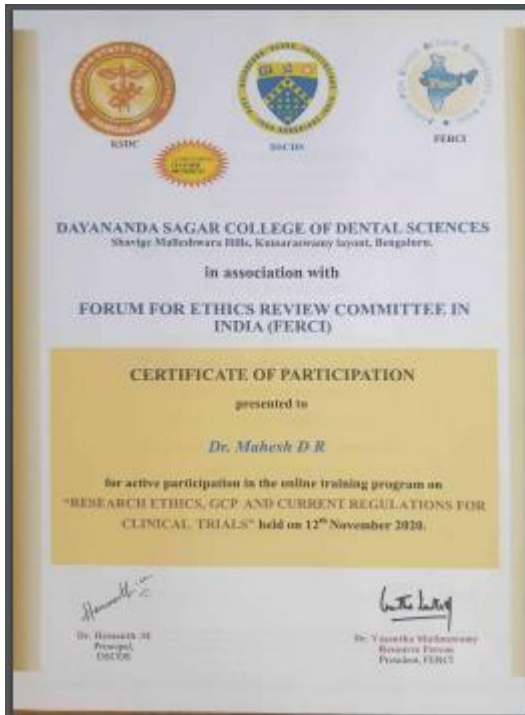 KSDC
DSCDS
FERCI
DAYANANDA SAGAR COLLEGE OF DENTAL SCIENCES
Shavige Malleshwara Hills, Kumaraswamy layout, Bengaluru.
in association with
FORUM FOR ETHICS REVIEW COMMITTEE IN
INDIA (FERCI)
CERTIFICATE OF PARTICIPATION
presented to
Dr. Mahesh D R
for active participation in the online training program on
"RESEARCH ETHICS, GCP AND CURRENT REGULATIONS FOR
CLINICAL TRIALS" held on 12th November 2020.
Dr. Hemanth M
Principal,
DSCDS
Dr. Vasantha Muthuswamy
Resource Person
President, FERCI